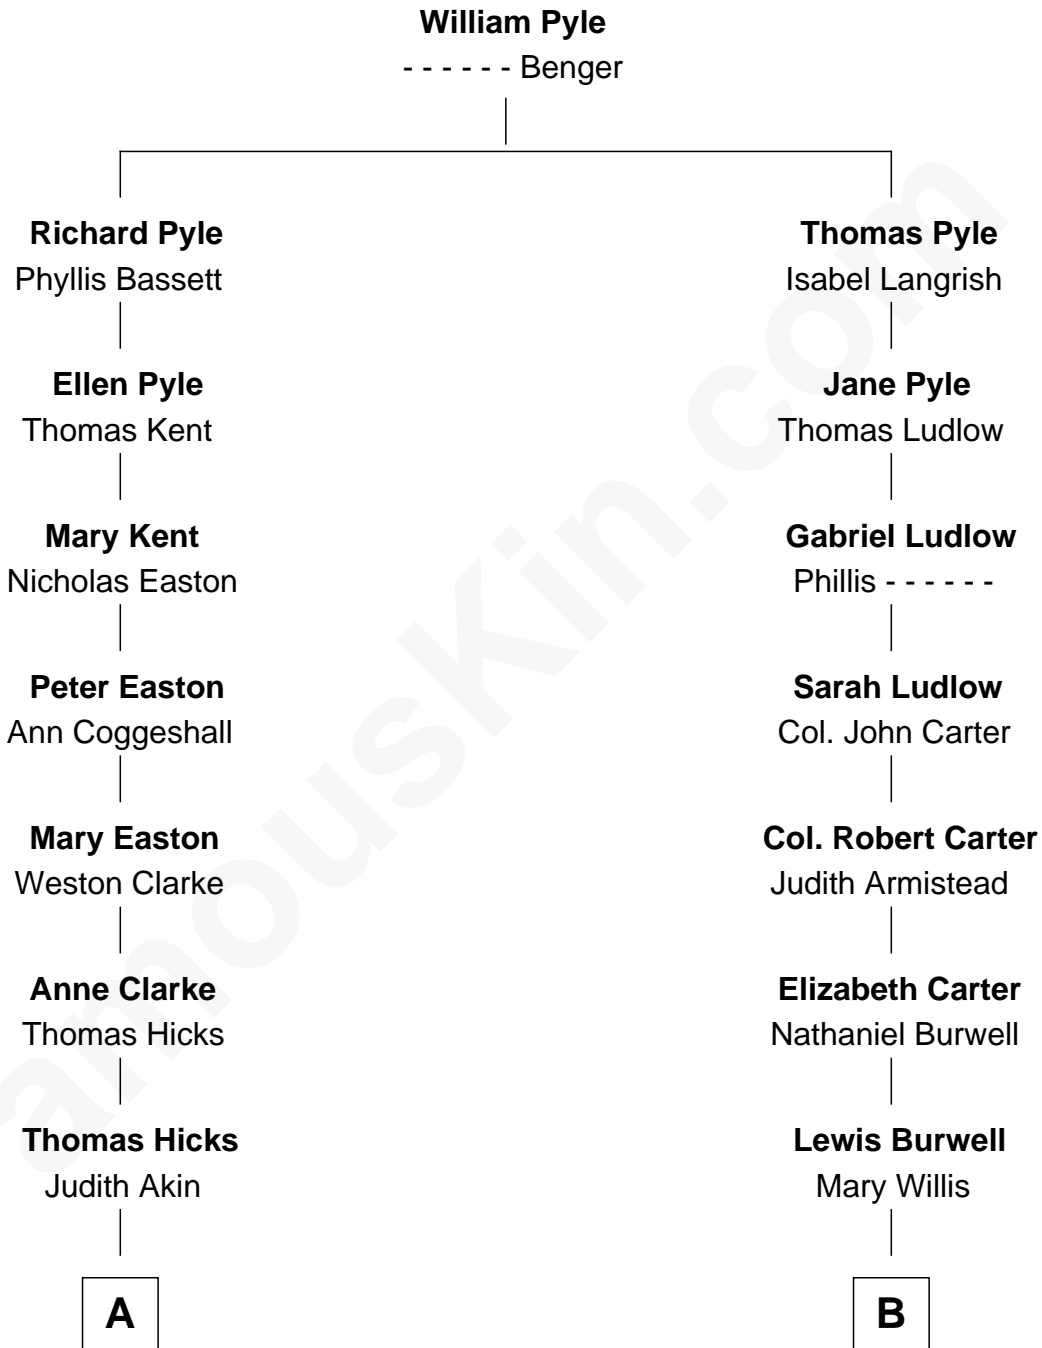 William Pyle
- - - - - - Benger
Richard Pyle
Phyllis Bassett
Thomas Pyle
Isabel Langrish
Ellen Pyle
Thomas Kent
Jane Pyle
Thomas Ludlow
Mary Kent
Nicholas Easton
Gabriel Ludlow
Phillis - - - - - -
Peter Easton
Ann Coggeshall
Sarah Ludlow
Col. John Carter
Mary Easton
Weston Clarke
Col. Robert Carter
Judith Armistead
Anne Clarke
Thomas Hicks
Elizabeth Carter
Nathaniel Burwell
Thomas Hicks
Judith Akin
Lewis Burwell
Mary Willis
A
B
amousKin.com